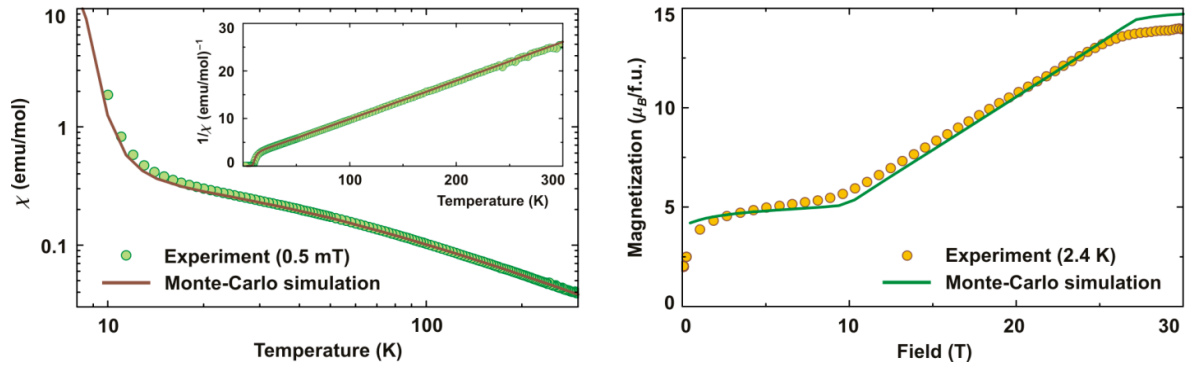 10
1
0.1
χ (emu/mol)
10
100
Temperature (K)
Experiment (0.5 mT)
Monte-Carlo simulation
30
20
10
0
1/χ (emu/mol)⁻¹
100
200
300
Temperature (K)
15
10
5
0
Magnetization (μB/f.u.)
0
10
20
30
Field (T)
Experiment (2.4 K)
Monte-Carlo simulation